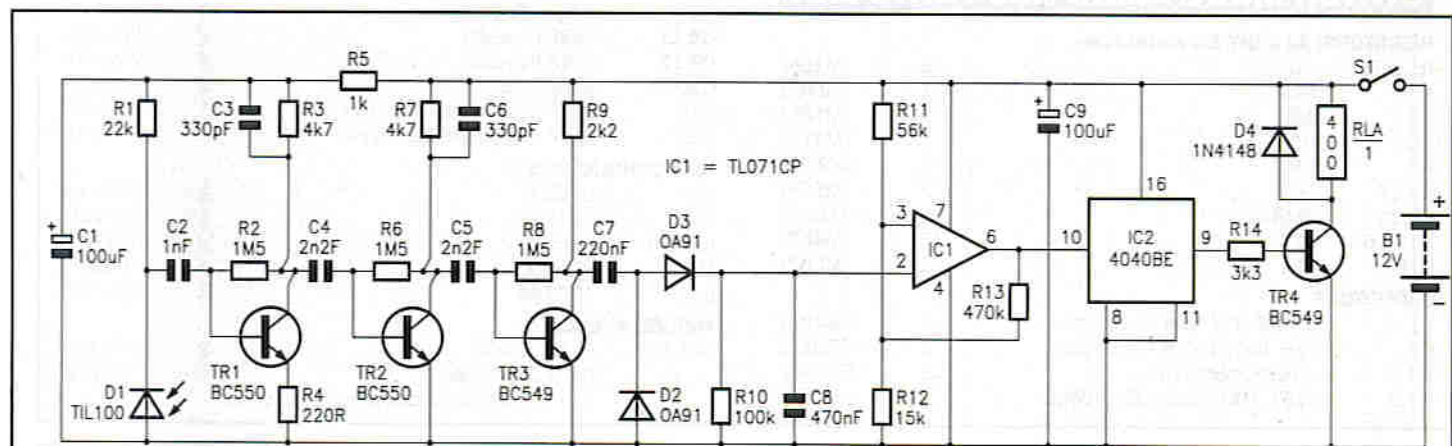 R5
1k
R1
22k
C3
330pF
R3
4k7
R7
4k7
C6
330pF
R9
2k2
R11
56k
C9
100uF
S1
D4
1N4148
400
RLA
1
IC1 = TL071CP
+
C1
100uF
C2
1nF
R2
1M5
C4
2n2F
R6
1M5
C5
2n2F
R8
1M5
C7
220nF
D3
OA91
3
2
7
4
6
IC1
R13
470k
10
16
IC2
4040BE
9
8
11
R14
3k3
TR4
BC549
+
B1
12V
-
D1
TIL100
TR1
BC550
R4
220R
TR2
BC550
TR3
BC549
D2
OA91
R10
100k
C8
470nF
R12
15k
+